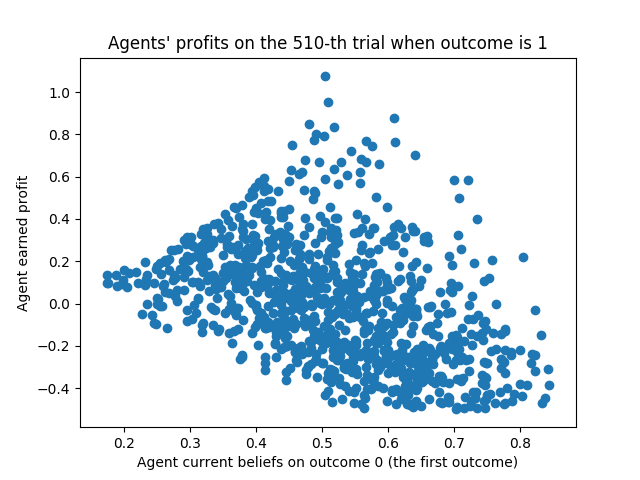 Agents' profits on the 510-th trial when outcome is 1
Agent earned profit
1.0
0.8
0.6
0.4
0.2
0.0
−0.2
−0.4
0.2 0.3 0.4 0.5 0.6 0.7 0.8
Agent current beliefs on outcome 0 (the first outcome)